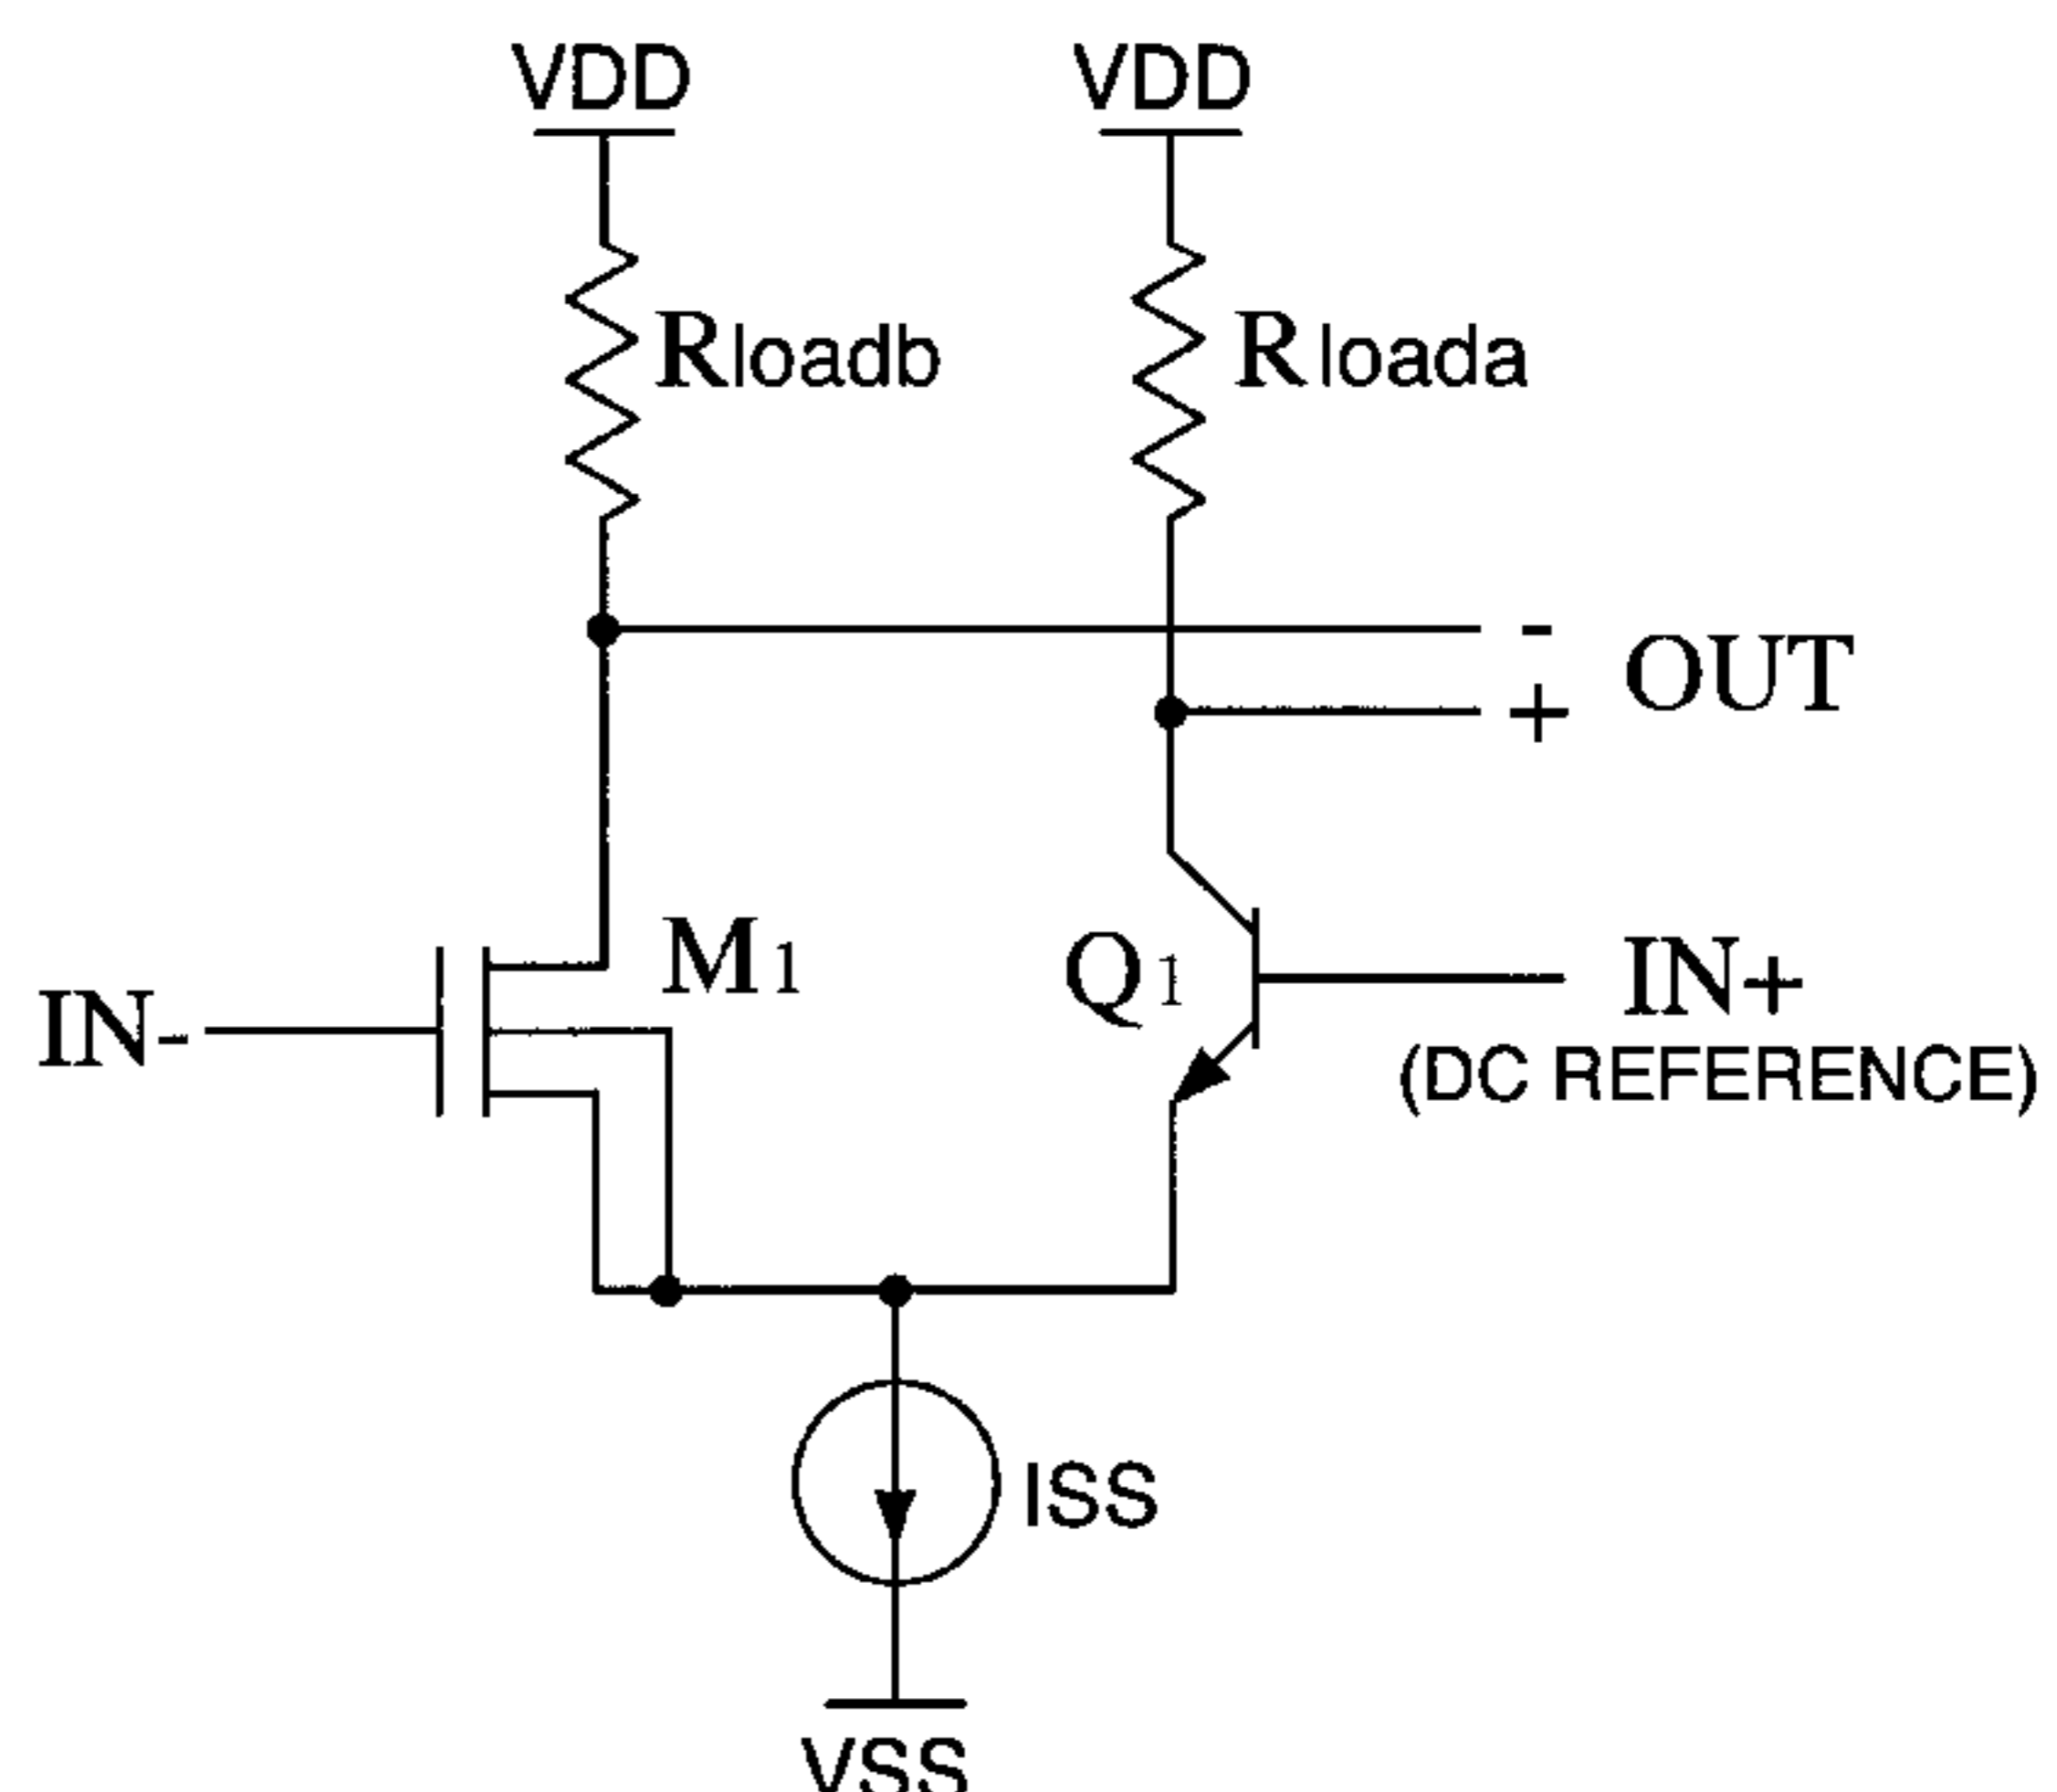 VDD VDD
Rloadb Rloada
-
OUT
+
M1
Q1
IN+
IN-
(DC REFERENCE)
ISS
VSS